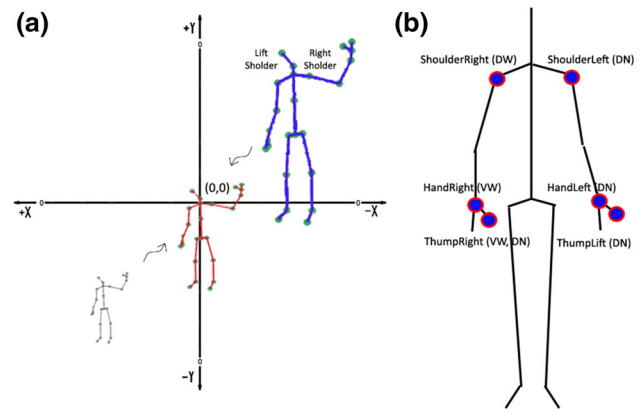 (a)
+Y
0
Lift
Sholder
Right
Sholder
(0,0)
+X
0
0
−X
0
−Y
(b)
ShoulderRight (DW)
ShoulderLeft (DN)
HandRight (VW)
HandLeft (DN)
ThumpRight (VW, DN)
ThumpLift (DN)